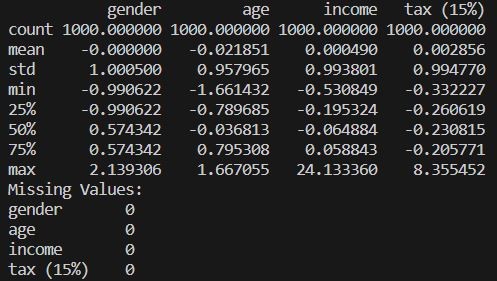 gender age income tax (15%)
count 1000.000000 1000.000000 1000.000000 1000.000000
mean -0.000000 -0.021851 0.000490 0.002856
std 1.000500 0.957965 0.993801 0.994770
min -0.990622 -1.661432 -0.530849 -0.332227
25% -0.990622 -0.789685 -0.195324 -0.260619
50% 0.574342 -0.036813 -0.064884 -0.230815
75% 0.574342 0.795308 0.058843 -0.205771
max 2.139306 1.667055 24.133360 8.355452
Missing Values:
gender 0
age 0
income 0
tax (15%) 0